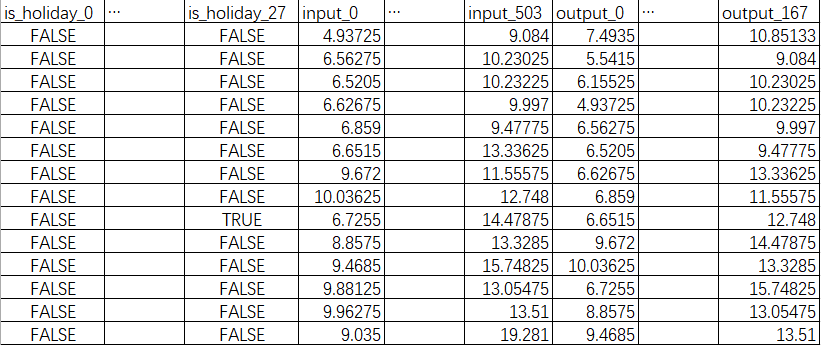 is_holiday_0 ··· is_holiday_27 input_0 ··· input_503 output_0 ··· output_167
FALSE FALSE 4.93725 9.084 7.4935 10.85133
FALSE FALSE 6.56275 10.23025 5.5415 9.084
FALSE FALSE 6.5205 10.23225 6.15525 10.23025
FALSE FALSE 6.62675 9.997 4.93725 10.23225
FALSE FALSE 6.859 9.47775 6.56275 9.997
FALSE FALSE 6.6515 13.33625 6.5205 9.47775
FALSE FALSE 9.672 11.55575 6.62675 13.33625
FALSE FALSE 10.03625 12.748 6.859 11.55575
FALSE TRUE 6.7255 14.47875 6.6515 12.748
FALSE FALSE 8.8575 13.3285 9.672 14.47875
FALSE FALSE 9.4685 15.74825 10.03625 13.3285
FALSE FALSE 9.88125 13.05475 6.7255 15.74825
FALSE FALSE 9.96275 13.51 8.8575 13.05475
FALSE FALSE 9.035 19.281 9.4685 13.51